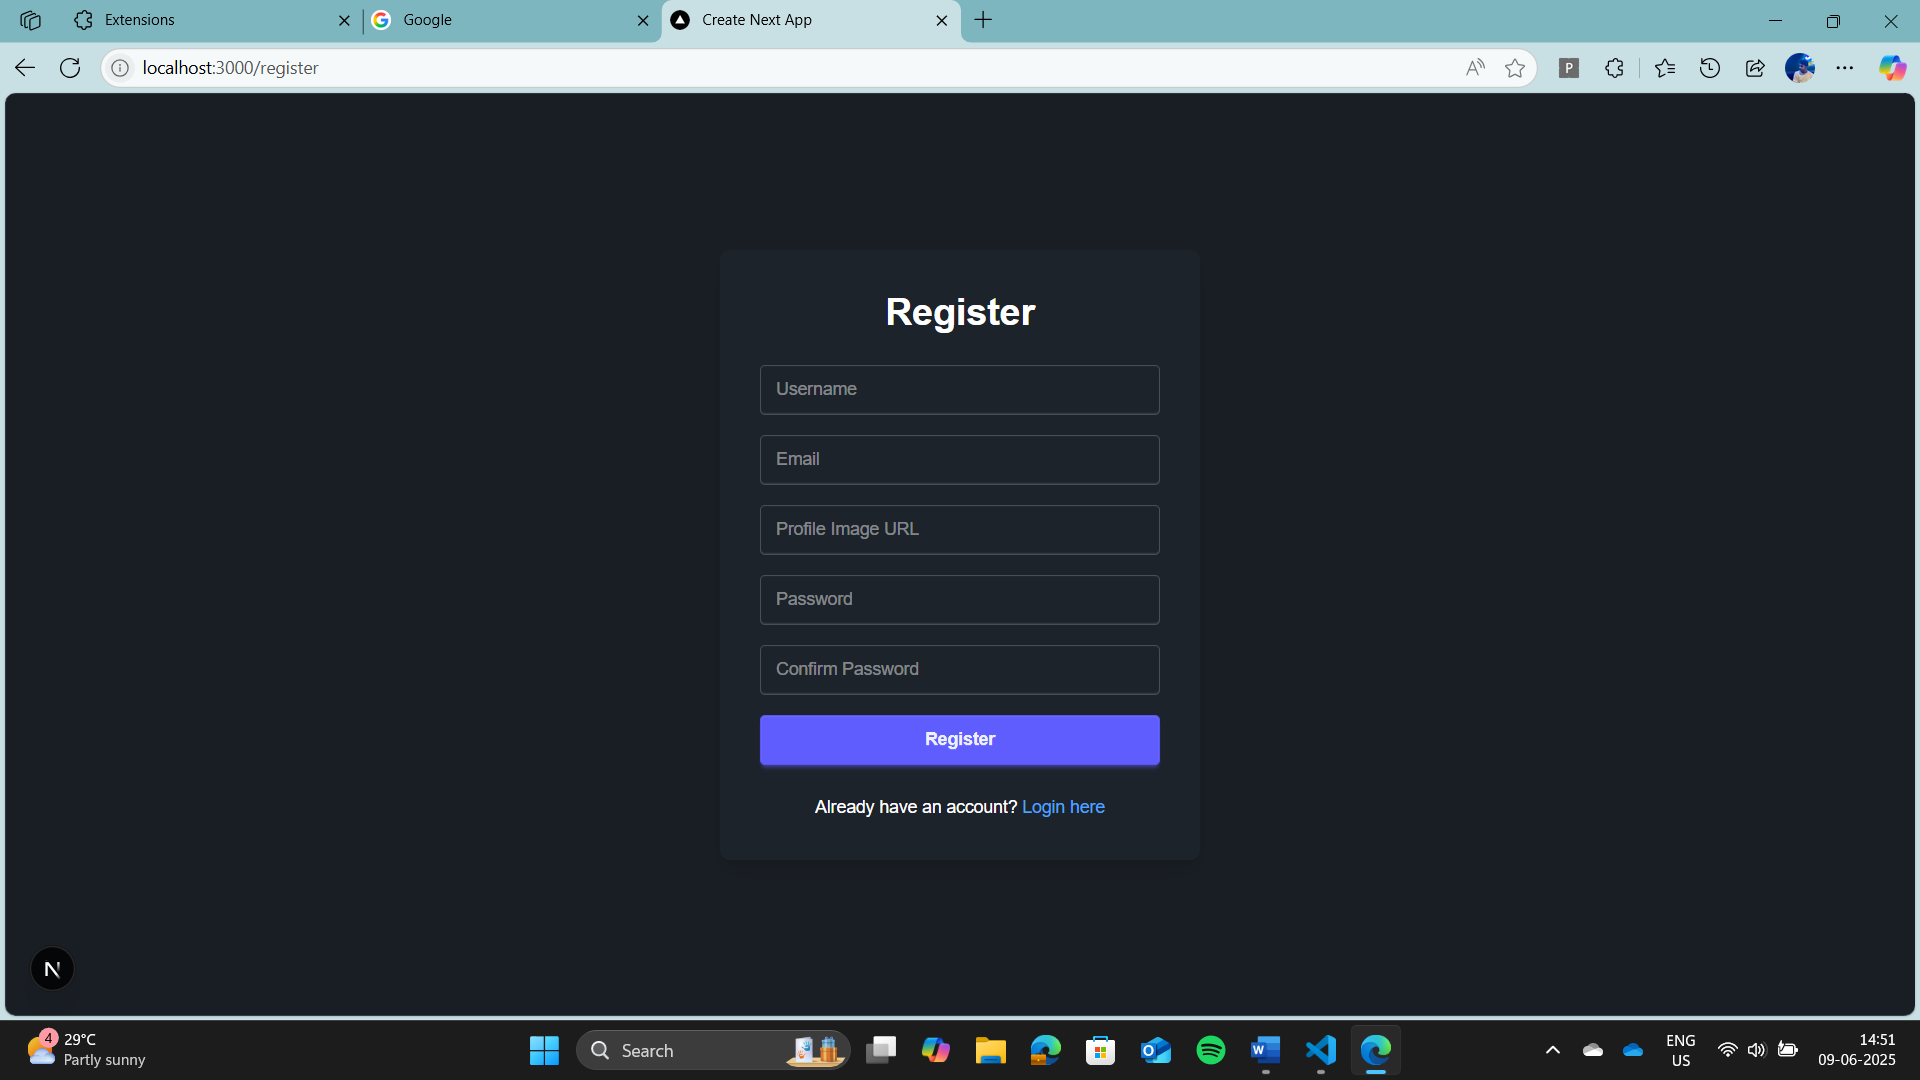 Extensions
Google
Create Next App
localhost:3000/register
P
Register
Username
Email
Profile Image URL
Password
Confirm Password
Register
Already have an account? Login here
N
4
29°C
Partly sunny
Search
ENG
US
14:51
09-06-2025